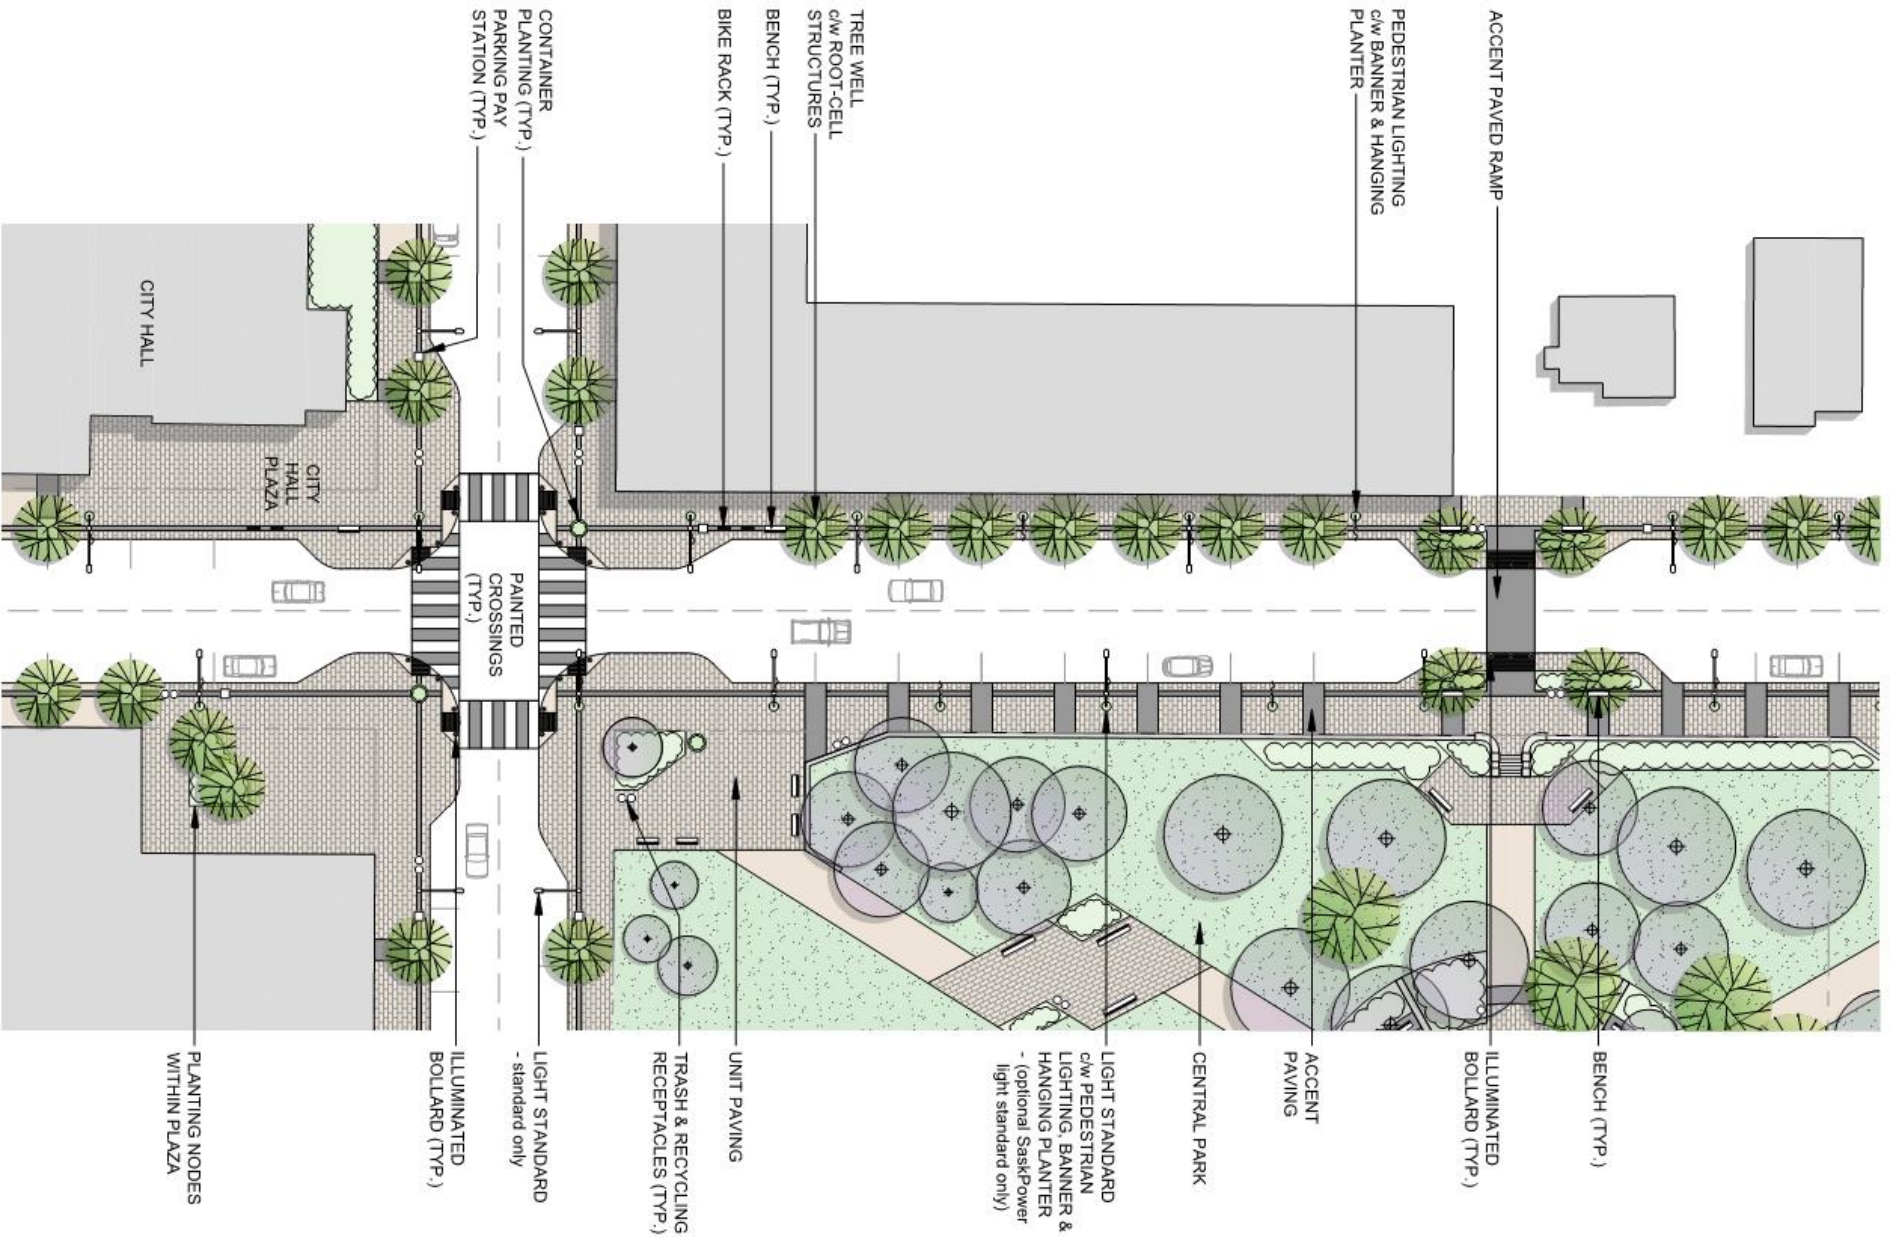 ACCENT PAVED RAMP
PEDESTRIAN LIGHTING
c/w BANNER & HANGING
PLANTER
TREE WELL
c/w ROOT-CELL
STRUCTURES
BENCH (TYP.)
BIKE RACK (TYP.)
CONTAINER
PLANTING (TYP.)
PARKING PAY
STATION (TYP.)
CITY HALL
CITY
HALL
PLAZA
PAINTED
CROSSINGS
(TYP.)
BENCH (TYP.)
ILLUMINATED
BOLLARD (TYP.)
ACCENT
PAVING
CENTRAL PARK
LIGHT STANDARD
c/w PEDESTRIAN
LIGHTING, BANNER &
HANGING PLANTER
- (optional SaskPower
light standard only)
UNIT PAVING
TRASH & RECYCLING
RECEPTACLES (TYP.)
LIGHT STANDARD
- standard only
ILLUMINATED
BOLLARD (TYP.)
PLANTING NODES
WITHIN PLAZA